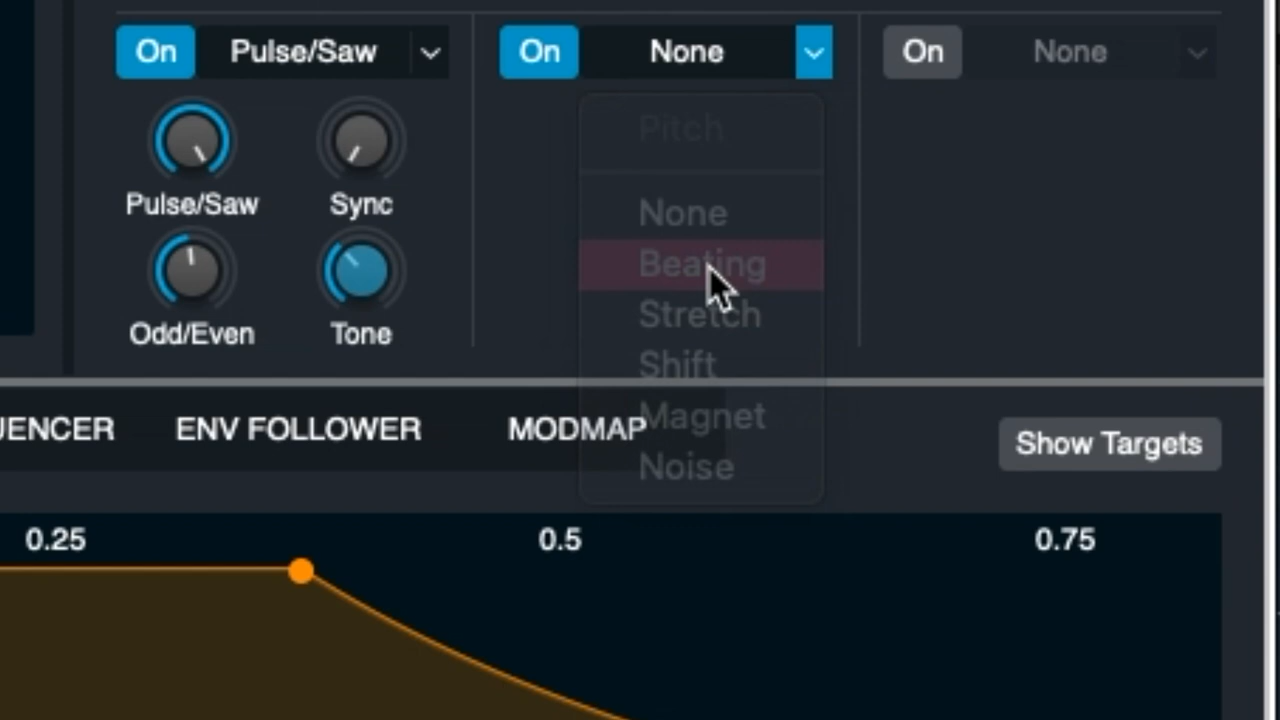 On Pulse/Saw On None On None
Pulse/Saw Sync
Odd/Even Tone
Pitch
None
Beating
Stretch
Shift
Magnet
Noise
UENCER ENV FOLLOWER MODMAP Show Targets
0.25 0.5 0.75